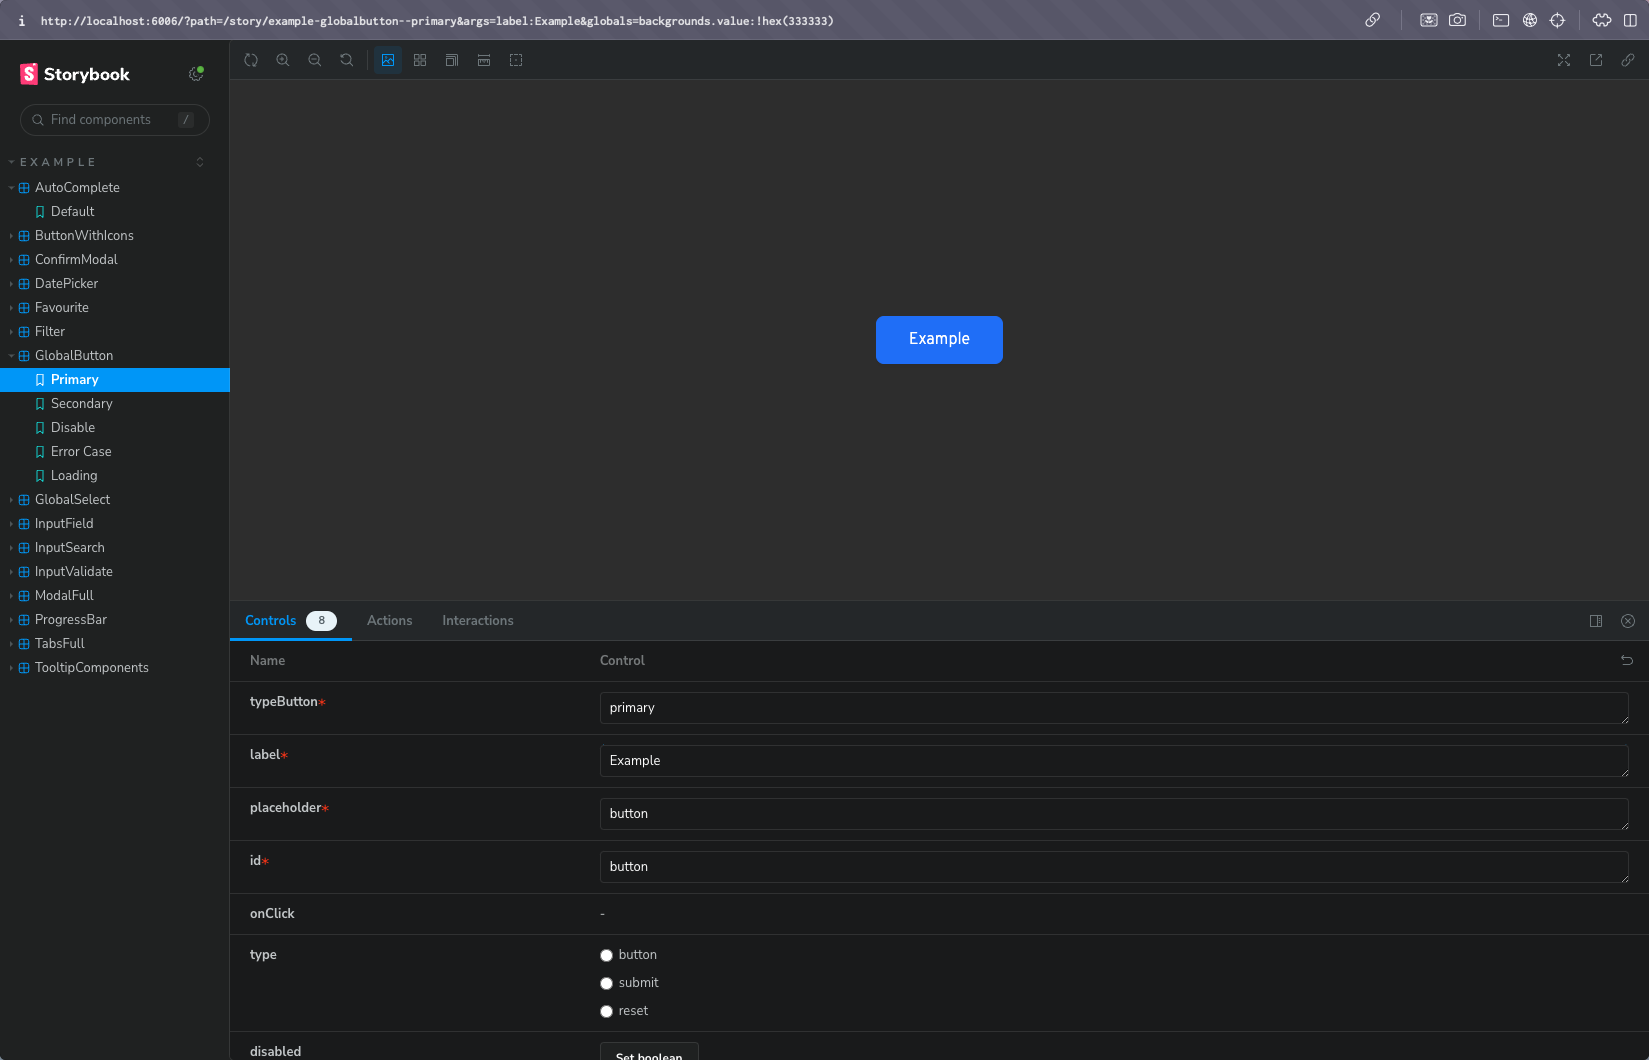 i http://localhost:6006/?path=/story/example-globalbutton--primary&args=label:Example&globals=backgrounds.value:!hex(333333)
Storybook
Find components /
EXAMPLE
AutoComplete
Default
ButtonWithIcons
ConfirmModal
DatePicker
Favourite
Filter
GlobalButton
Primary
Secondary
Disable
Error Case
Loading
GlobalSelect
InputField
InputSearch
InputValidate
ModalFull
ProgressBar
TabsFull
TooltipComponents
Example
Controls 8 Actions Interactions
Name Control
typeButton* primary
label* Example
placeholder* button
id* button
onClick -
type button
submit
reset
disabled Set boolean